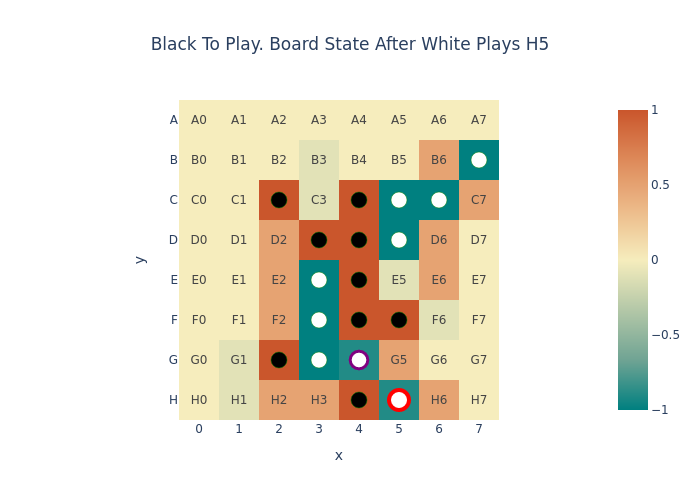 Black To Play. Board State After White Plays H5
A A0 A1 A2 A3 A4 A5 A6 A7
B B0 B1 B2 B3 B4 B5 B6
C C0 C1 C3 C7
D D0 D1 D2 D6 D7
E E0 E1 E2 E5 E6 E7
F F0 F1 F2 F6 F7
G G0 G1 G5 G6 G7
H H0 H1 H2 H3 H6 H7
0 1 2 3 4 5 6 7
x
y
1
0.5
0
−0.5
−1